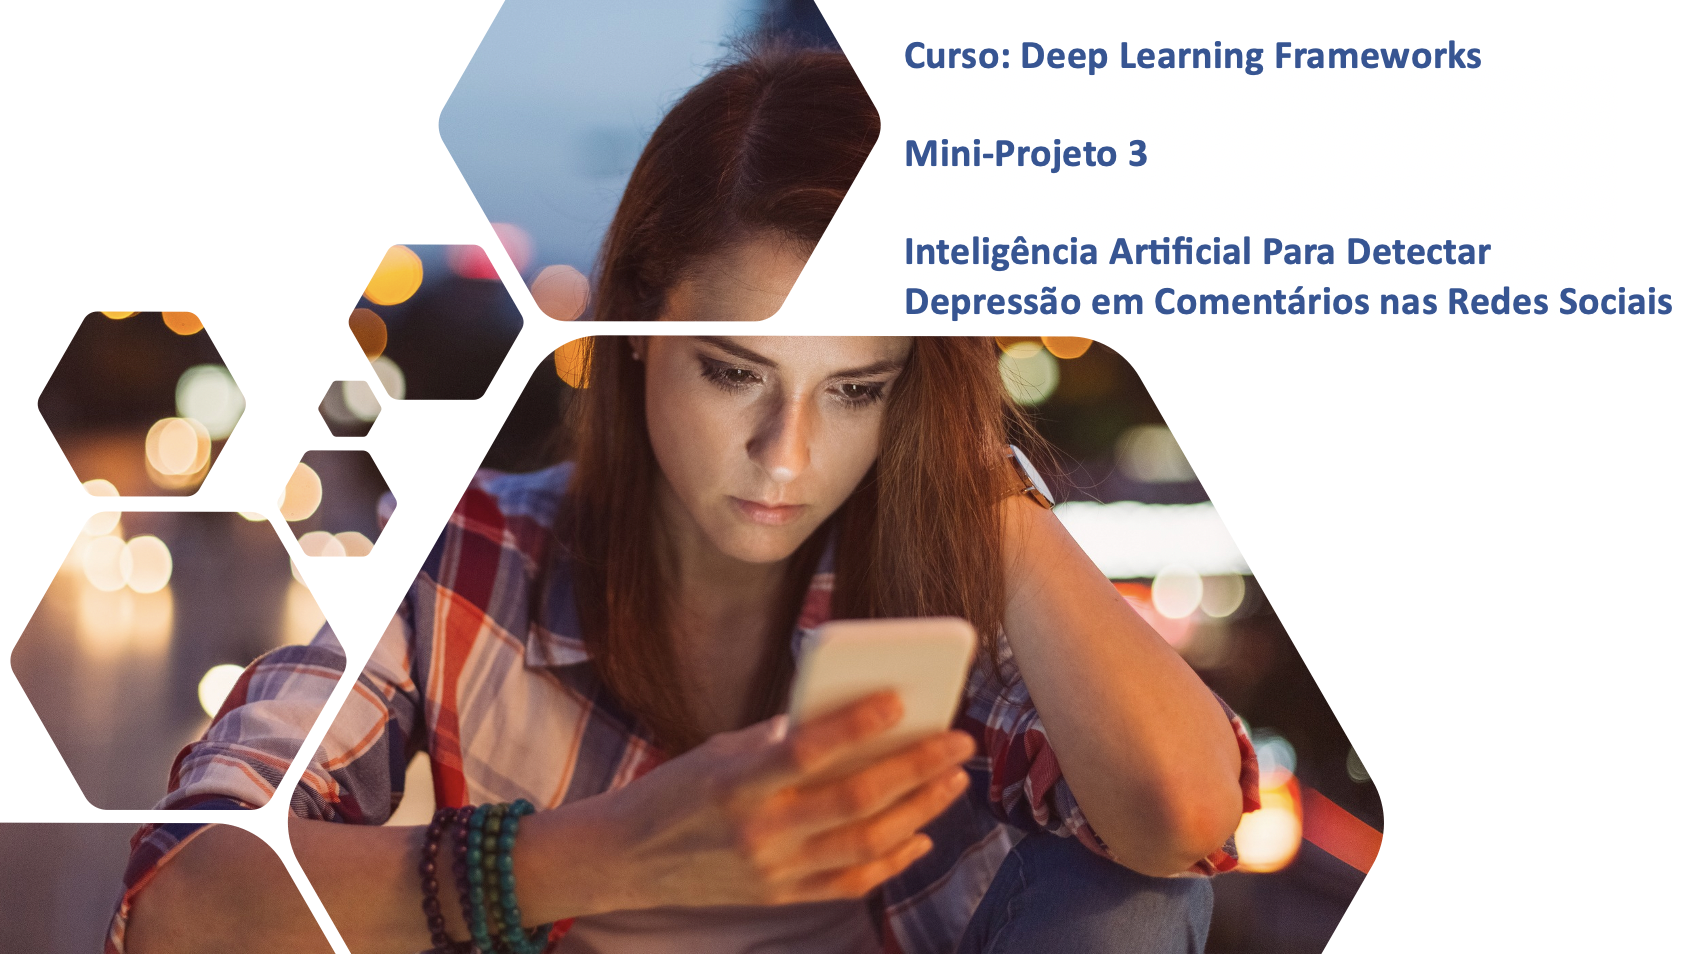 Curso: Deep Learning Frameworks
Mini-Projeto 3
Inteligência Artificial Para Detectar
Depressão em Comentários nas Redes Sociais